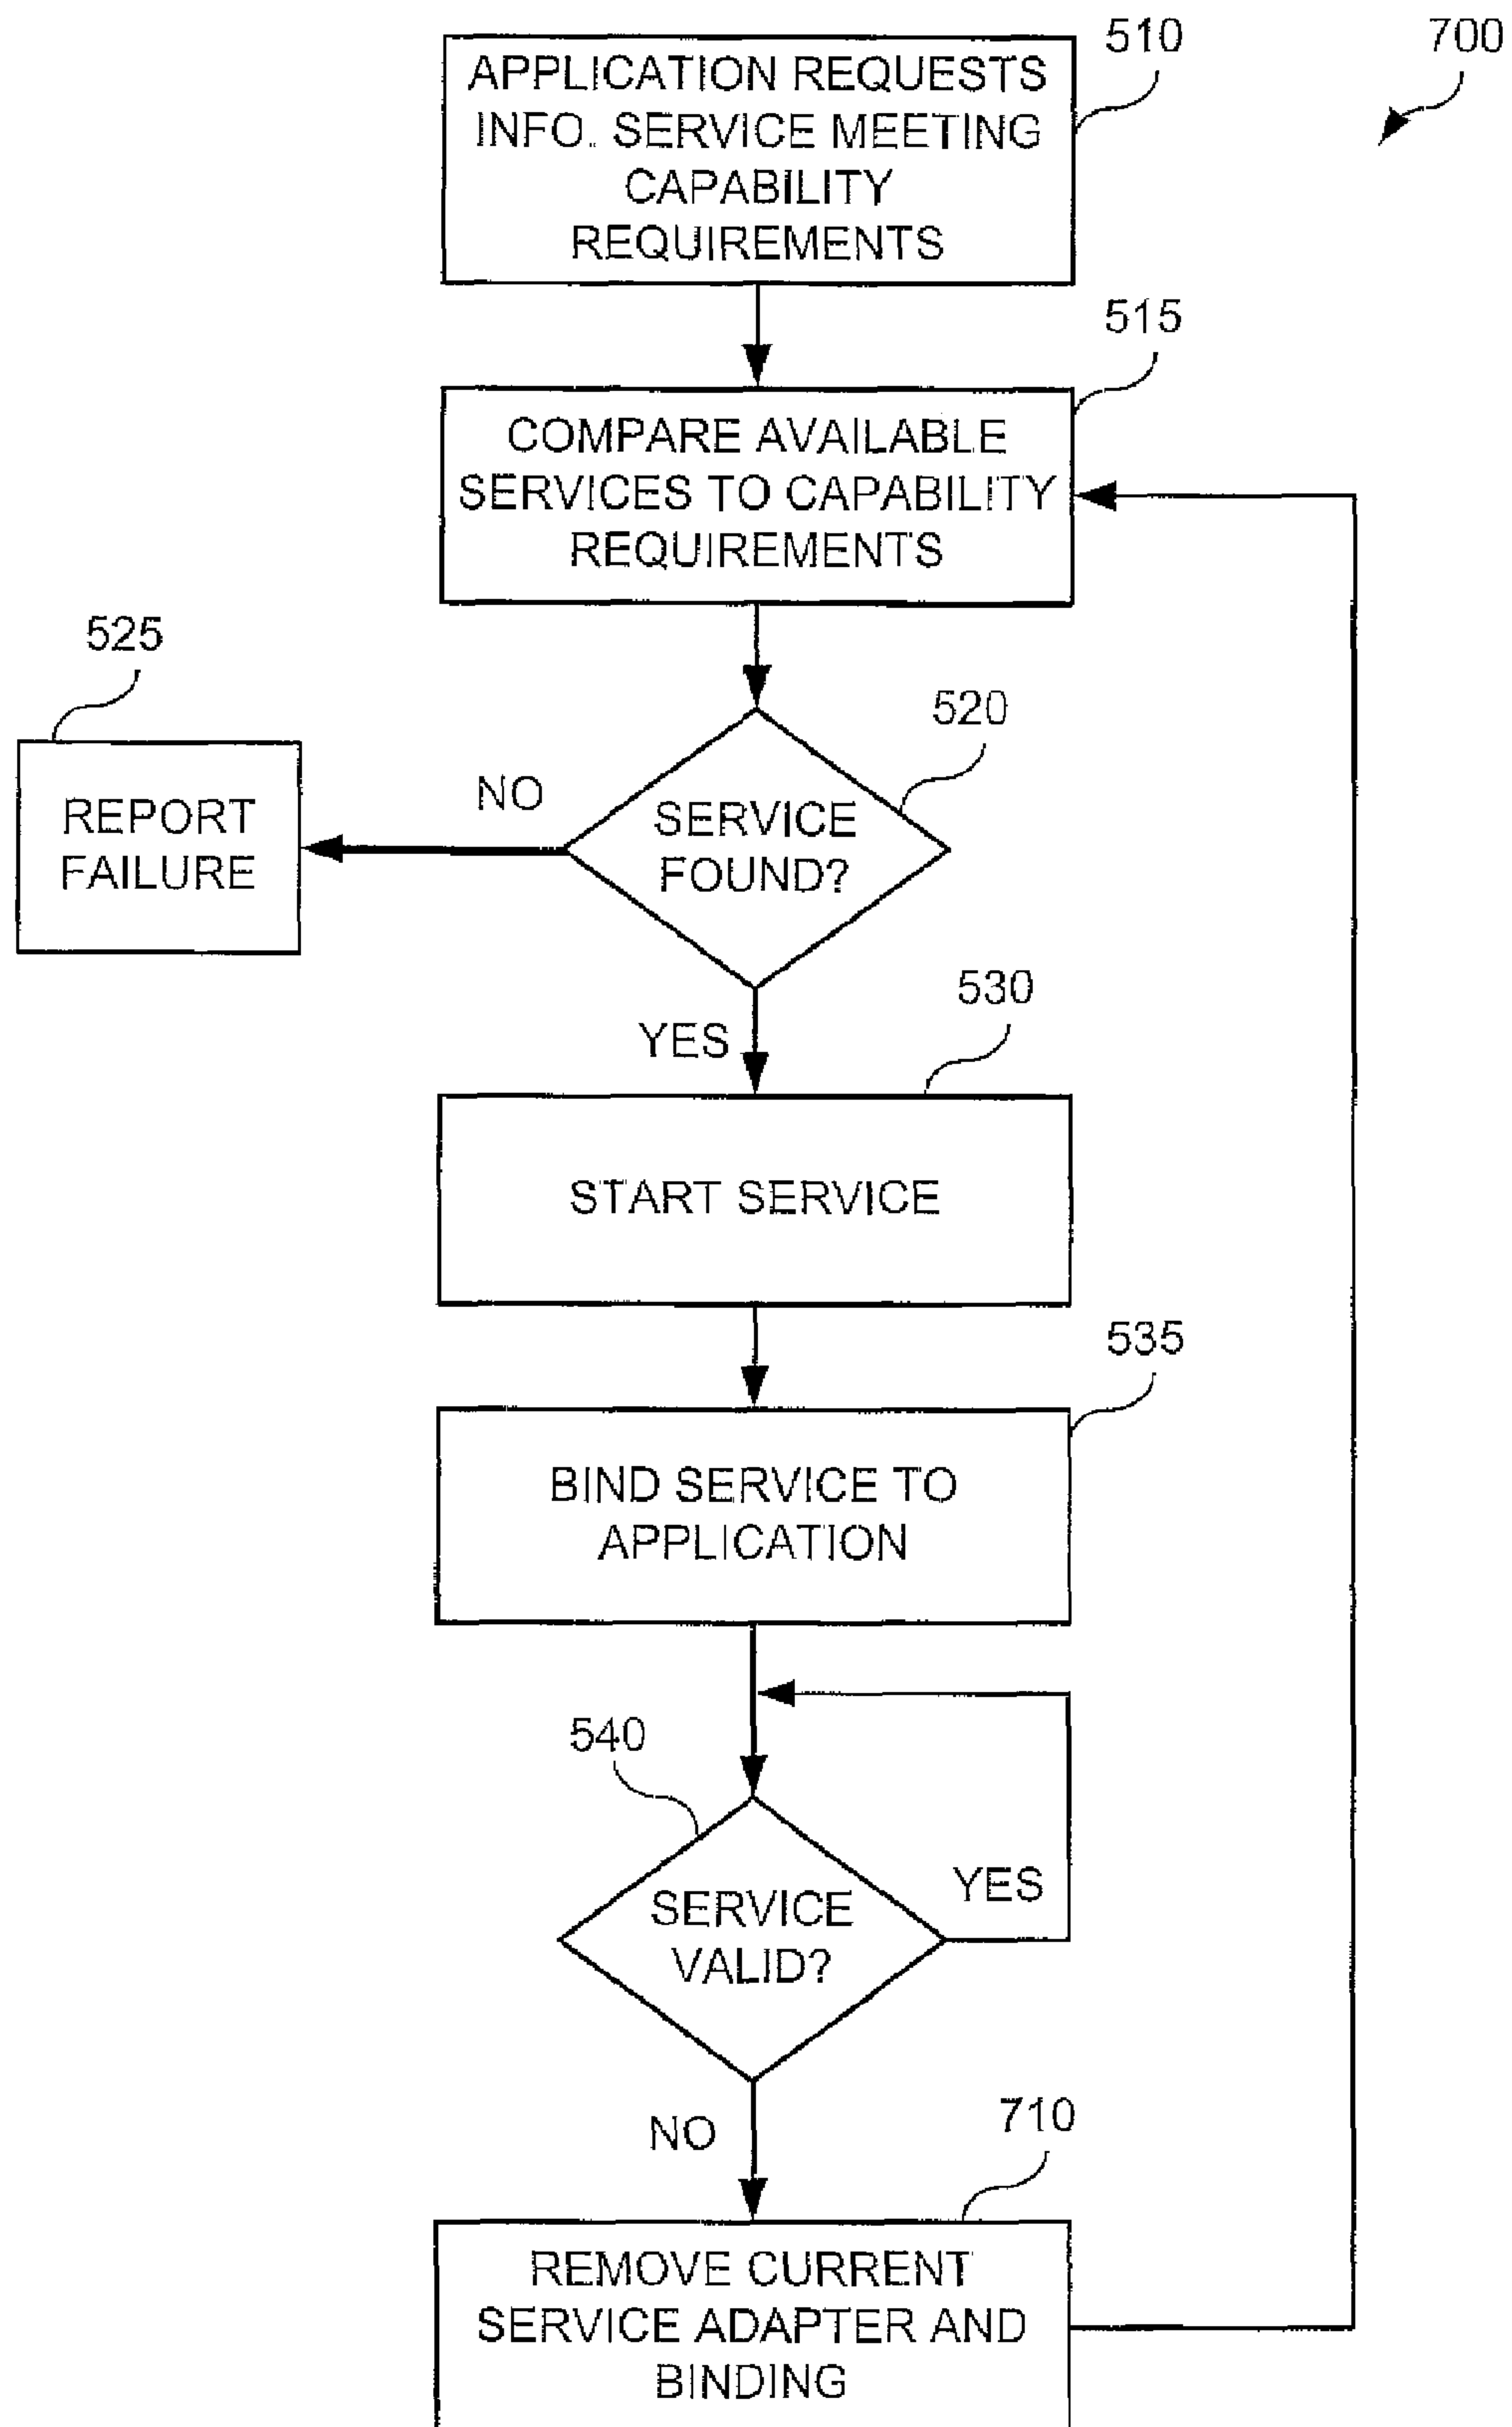 510
700
APPLICATION REQUESTS
INFO. SERVICE MEETING
CAPABILITY
REQUIREMENTS
515
COMPARE AVAILABLE
SERVICES TO CAPABILITY
REQUIREMENTS
525
520
NO
REPORT
FAILURE
SERVICE
FOUND?
530
YES
START SERVICE
535
BIND SERVICE TO
APPLICATION
540
YES
SERVICE
VALID?
NO
710
REMOVE CURRENT
SERVICE ADAPTER AND
BINDING